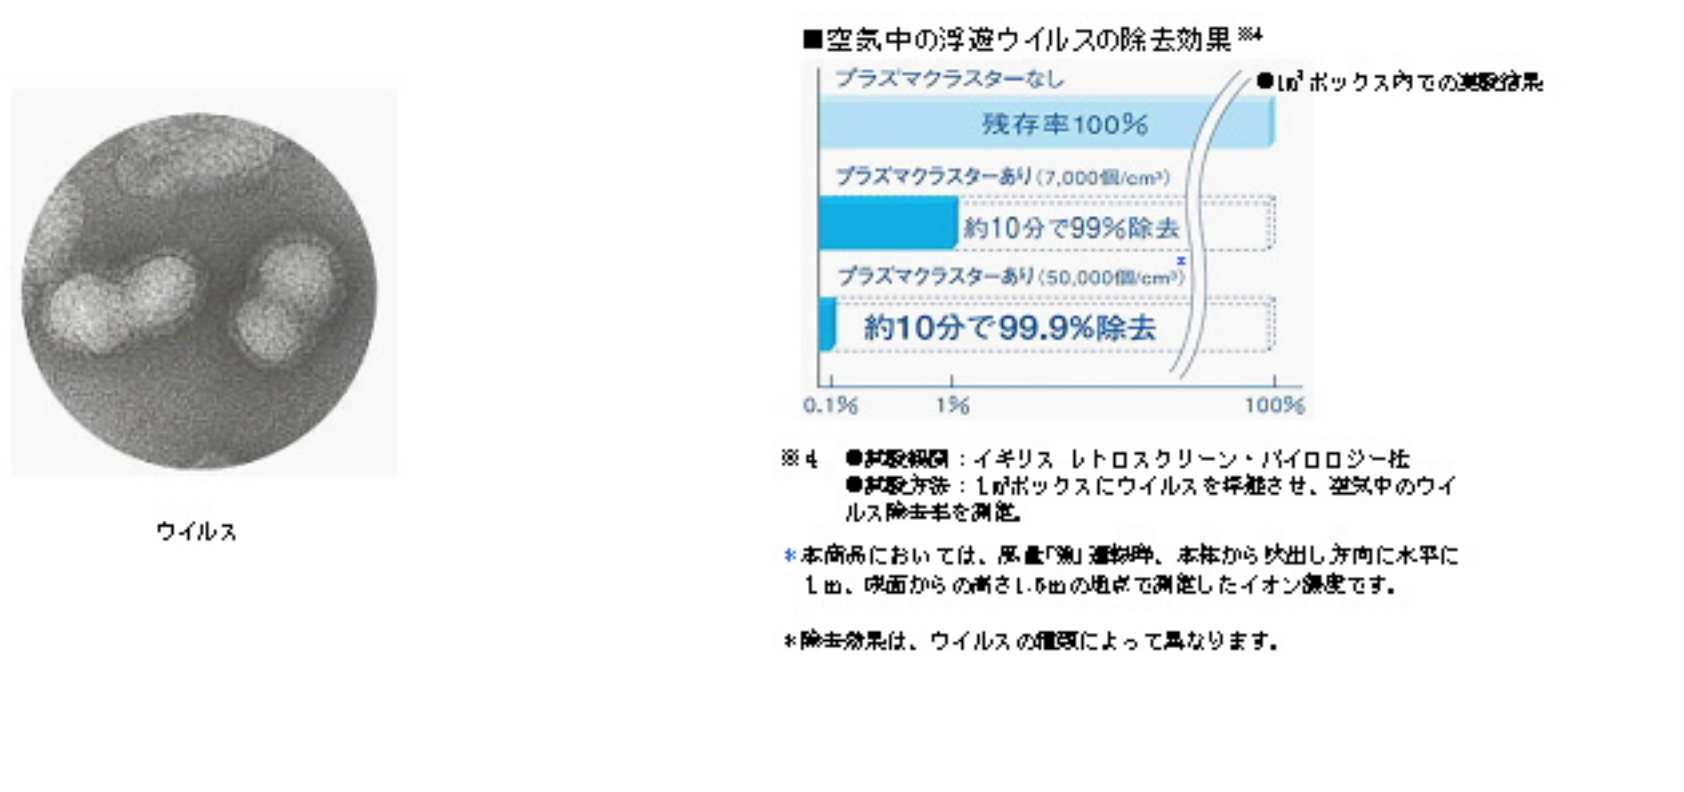 ■空気中の浮遊ウイルスの除去効果※4
●1m³ボックス内での実験結果
プラズマクラスターなし
残存率100%
プラズマクラスターあり(7,000個/cm³)
約10分で99%除去
プラズマクラスターあり(50,000個/cm³)
約10分で99.9%除去
0.1% 1% 100%
ウイルス
※4 ●試験機関：イギリス レトロスクリーン・バイロロジー社
●試験方法：1m³ボックスにウイルスを浮遊させ、空気中のウイ
ルス除去率を測定。
*本商品においては、風量「強」運転時、本体から吹出し方向に水平に
1m、床面からの高さ1.5mの地点で測定したイオン濃度です。
*除去効果は、ウイルスの種類によって異なります。